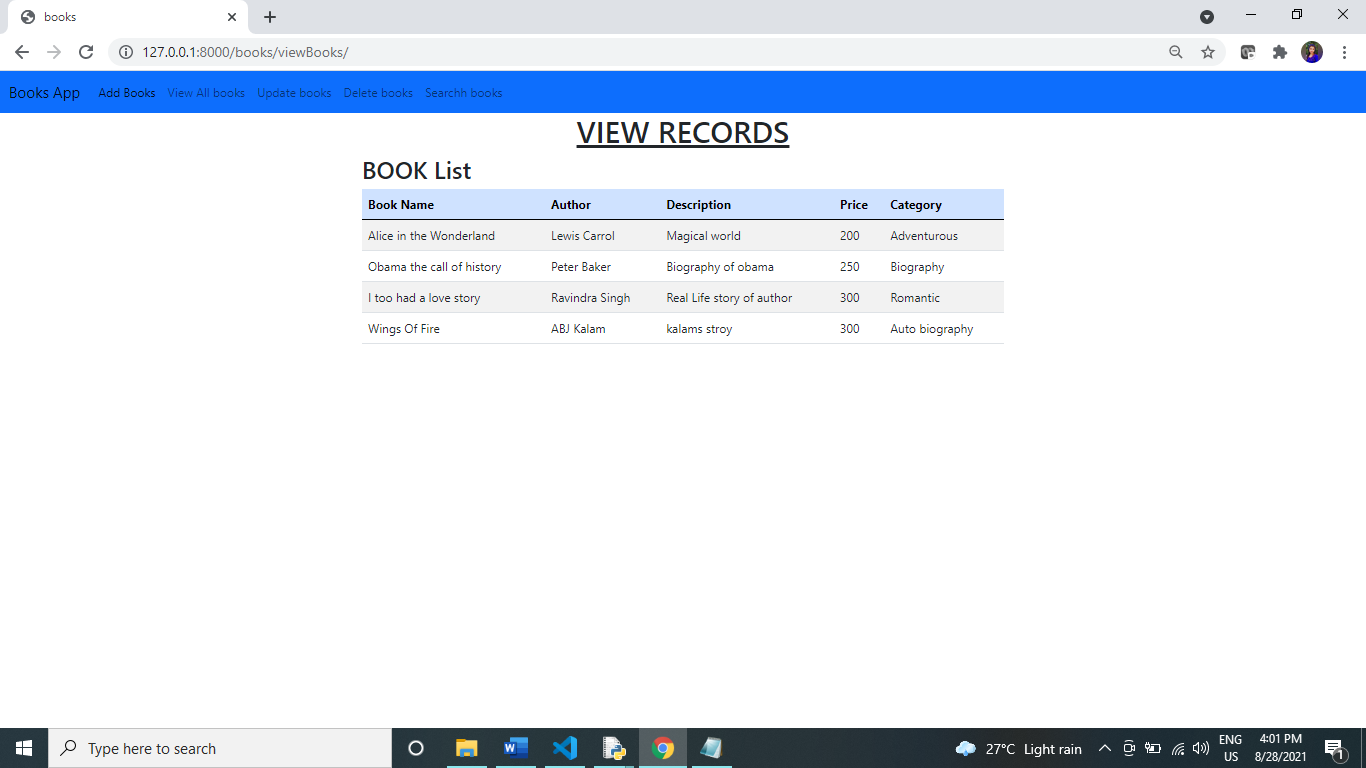 books
127.0.0.1:8000/books/viewBooks/
Books App Add Books View All books Update books Delete books Searchh books
VIEW RECORDS
BOOK List
Book Name Author Description Price Category
Alice in the Wonderland Lewis Carrol Magical world 200 Adventurous
Obama the call of history Peter Baker Biography of obama 250 Biography
I too had a love story Ravindra Singh Real Life story of author 300 Romantic
Wings Of Fire ABJ Kalam kalams stroy 300 Auto biography
Type here to search
W
27°C Light rain
ENG
US
4:01 PM
8/28/2021
1